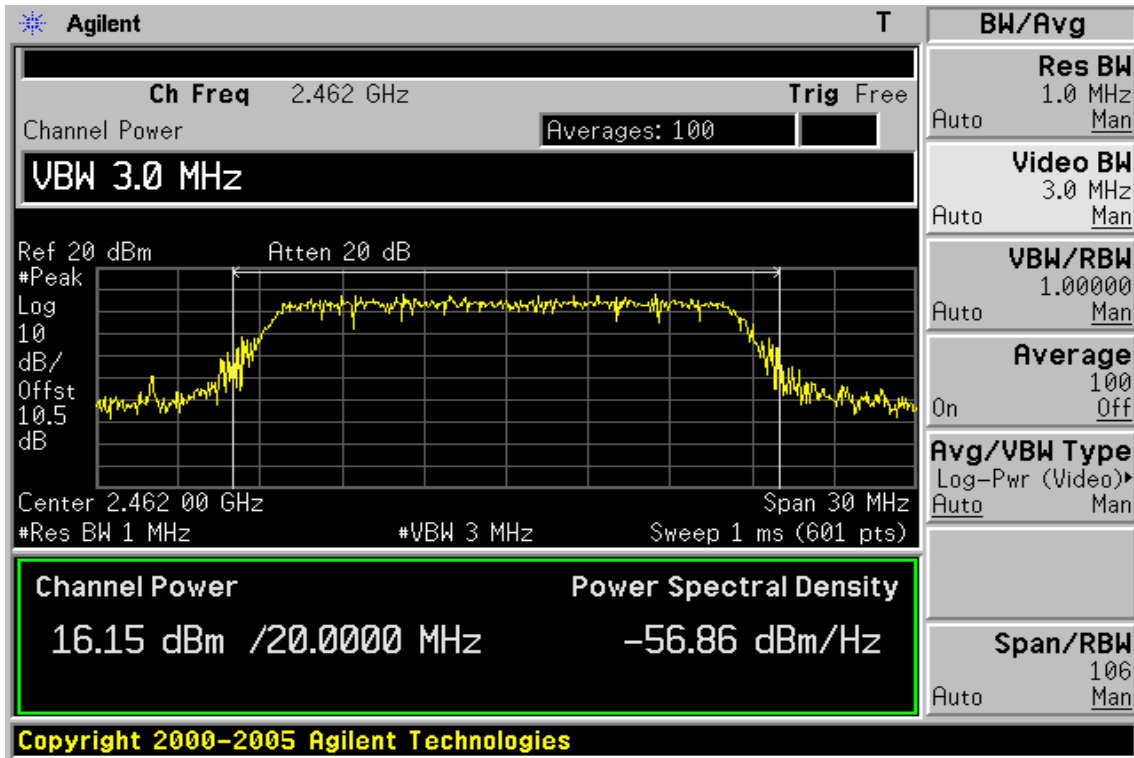 Agilent T
Ch Freq 2.462 GHz Trig Free
Channel Power Averages: 100
VBW 3.0 MHz
Ref 20 dBm Atten 20 dB
#Peak
Log
10
dB/
Offst
10.5
dB
Center 2.462 00 GHz Span 30 MHz
#Res BW 1 MHz #VBW 3 MHz Sweep 1 ms (601 pts)
Channel Power Power Spectral Density
16.15 dBm /20.0000 MHz -56.86 dBm/Hz
Copyright 2000-2005 Agilent Technologies
BW/Avg
Res BW
1.0 MHz
Auto Man
Video BW
3.0 MHz
Auto Man
VBW/RBW
1.00000
Auto Man
Average
100
On Off
Avg/VBW Type
Log-Pwr (Video)▸
Auto Man
Span/RBW
106
Auto Man